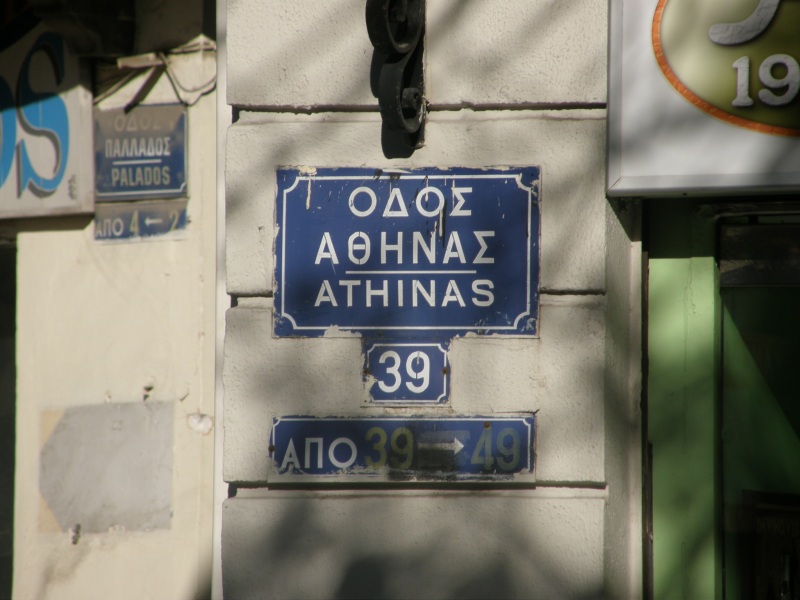 ΟΔΟΣ
ΠΑΛΛΑΔΟΣ
PALADOS
ΑΠΟ 4 ← 2
ΟΔΟΣ
ΑΘΗΝΑΣ
ATHINAS
39
ΑΠΟ 39 → 49
19